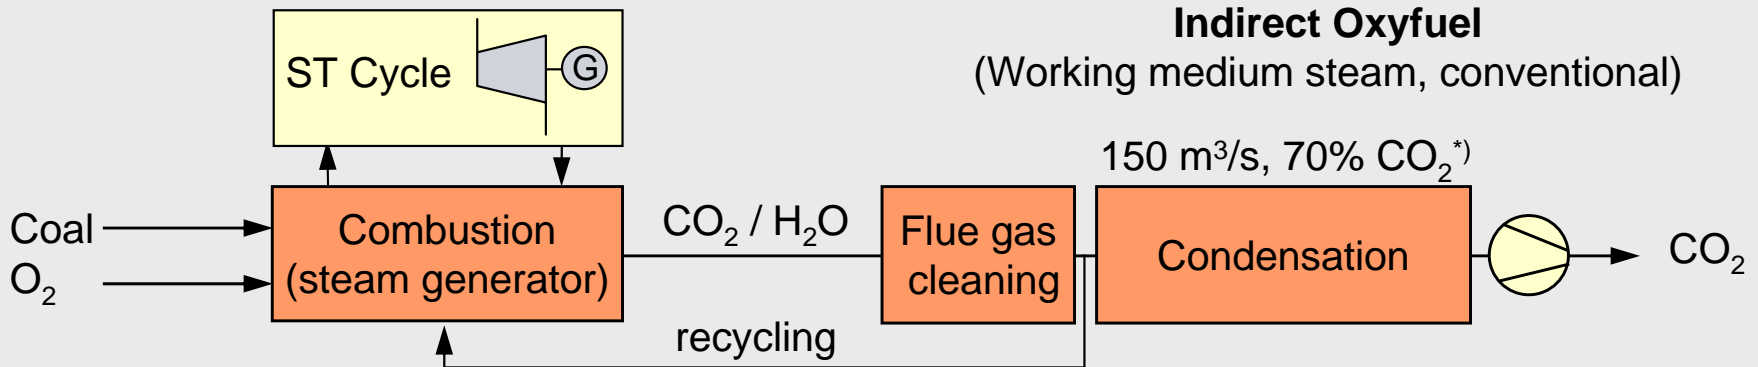 Indirect Oxyfuel
(Working medium steam, conventional)
ST Cycle
G
150 m³/s, 70% CO₂*)
Coal
O₂
Combustion
(steam generator)
CO₂ / H₂O
Flue gas
cleaning
Condensation
CO₂
recycling